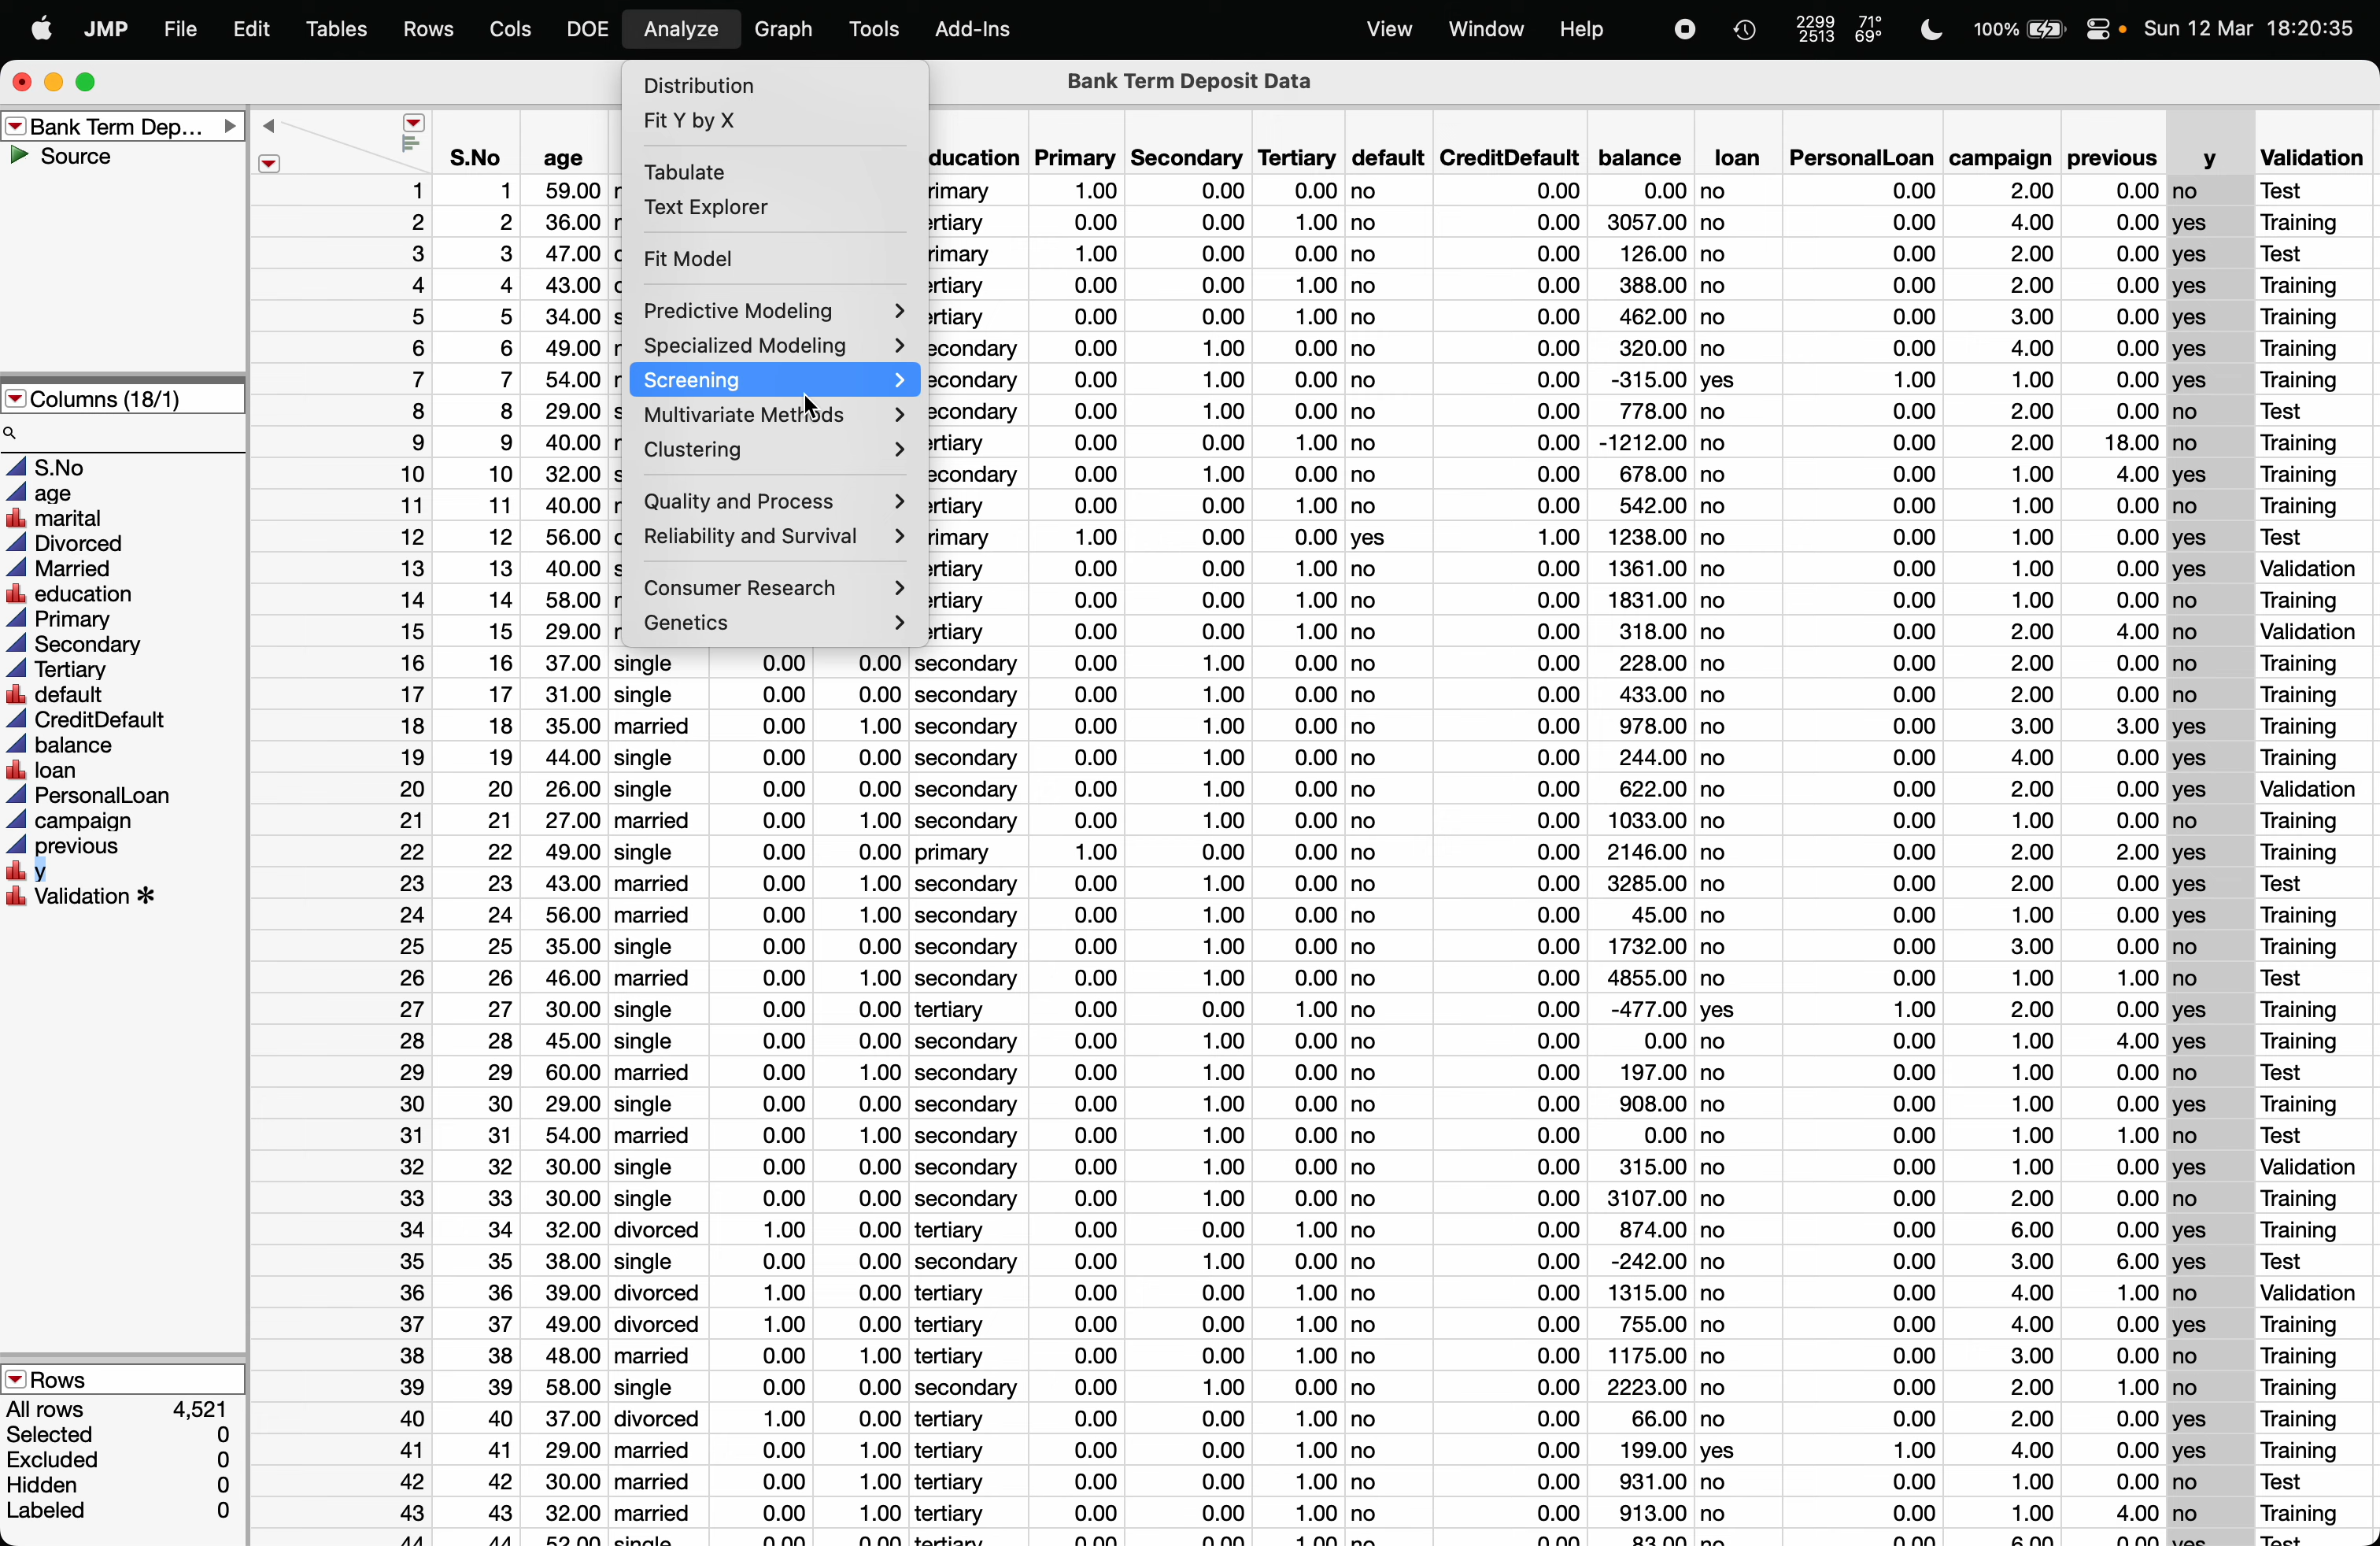 JMP File Edit Tables Rows Cols DOE Analyze Graph Tools Add-Ins View Window Help 2299 2513 71° 69° 100% Sun 12 Mar 18:20:35
Bank Term Deposit Data
Bank Term Dep...
Source
Columns (18/1)
S.No
age
marital
Divorced
Married
education
Primary
Secondary
Tertiary
default
CreditDefault
balance
loan
PersonalLoan
campaign
previous
y
Validation *
Rows
All rows 4,521
Selected 0
Excluded 0
Hidden 0
Labeled 0
Distribution
Fit Y by X
Tabulate
Text Explorer
Fit Model
Predictive Modeling
Specialized Modeling
Screening
Multivariate Methods
Clustering
Quality and Process
Reliability and Survival
Consumer Research
Genetics
S.No age ducation Primary Secondary Tertiary default CreditDefault balance loan PersonalLoan campaign previous y Validation
1 1 59.00 rimary 1.00 0.00 0.00 no 0.00 0.00 no 0.00 2.00 0.00 no Test
2 2 36.00 ertiary 0.00 0.00 1.00 no 0.00 3057.00 no 0.00 4.00 0.00 yes Training
3 3 47.00 rimary 1.00 0.00 0.00 no 0.00 126.00 no 0.00 2.00 0.00 yes Test
4 4 43.00 ertiary 0.00 0.00 1.00 no 0.00 388.00 no 0.00 2.00 0.00 yes Training
5 5 34.00 ertiary 0.00 0.00 1.00 no 0.00 462.00 no 0.00 3.00 0.00 yes Training
6 6 49.00 econdary 0.00 1.00 0.00 no 0.00 320.00 no 0.00 4.00 0.00 yes Training
7 7 54.00 econdary 0.00 1.00 0.00 no 0.00 -315.00 yes 1.00 1.00 0.00 yes Training
8 8 29.00 econdary 0.00 1.00 0.00 no 0.00 778.00 no 0.00 2.00 0.00 no Test
9 9 40.00 ertiary 0.00 0.00 1.00 no 0.00 -1212.00 no 0.00 2.00 18.00 no Training
10 10 32.00 econdary 0.00 1.00 0.00 no 0.00 678.00 no 0.00 1.00 4.00 yes Training
11 11 40.00 ertiary 0.00 0.00 1.00 no 0.00 542.00 no 0.00 1.00 0.00 no Training
12 12 56.00 rimary 1.00 0.00 0.00 yes 1.00 1238.00 no 0.00 1.00 0.00 yes Test
13 13 40.00 ertiary 0.00 0.00 1.00 no 0.00 1361.00 no 0.00 1.00 0.00 yes Validation
14 14 58.00 ertiary 0.00 0.00 1.00 no 0.00 1831.00 no 0.00 1.00 0.00 no Training
15 15 29.00 ertiary 0.00 0.00 1.00 no 0.00 318.00 no 0.00 2.00 4.00 no Validation
16 16 37.00 single 0.00 0.00 secondary 0.00 1.00 0.00 no 0.00 228.00 no 0.00 2.00 0.00 no Training
17 17 31.00 single 0.00 0.00 secondary 0.00 1.00 0.00 no 0.00 433.00 no 0.00 2.00 0.00 no Training
18 18 35.00 married 0.00 1.00 secondary 0.00 1.00 0.00 no 0.00 978.00 no 0.00 3.00 3.00 yes Training
19 19 44.00 single 0.00 0.00 secondary 0.00 1.00 0.00 no 0.00 244.00 no 0.00 4.00 0.00 yes Training
20 20 26.00 single 0.00 0.00 secondary 0.00 1.00 0.00 no 0.00 622.00 no 0.00 2.00 0.00 yes Validation
21 21 27.00 married 0.00 1.00 secondary 0.00 1.00 0.00 no 0.00 1033.00 no 0.00 1.00 0.00 no Training
22 22 49.00 single 0.00 0.00 primary 1.00 0.00 0.00 no 0.00 2146.00 no 0.00 2.00 2.00 yes Training
23 23 43.00 married 0.00 1.00 secondary 0.00 1.00 0.00 no 0.00 3285.00 no 0.00 2.00 0.00 yes Test
24 24 56.00 married 0.00 1.00 secondary 0.00 1.00 0.00 no 0.00 45.00 no 0.00 1.00 0.00 yes Training
25 25 35.00 single 0.00 0.00 secondary 0.00 1.00 0.00 no 0.00 1732.00 no 0.00 3.00 0.00 no Training
26 26 46.00 married 0.00 1.00 secondary 0.00 1.00 0.00 no 0.00 4855.00 no 0.00 1.00 1.00 no Test
27 27 30.00 single 0.00 0.00 tertiary 0.00 0.00 1.00 no 0.00 -477.00 yes 1.00 2.00 0.00 yes Training
28 28 45.00 single 0.00 0.00 secondary 0.00 1.00 0.00 no 0.00 0.00 no 0.00 1.00 4.00 yes Training
29 29 60.00 married 0.00 1.00 secondary 0.00 1.00 0.00 no 0.00 197.00 no 0.00 1.00 0.00 no Test
30 30 29.00 single 0.00 0.00 secondary 0.00 1.00 0.00 no 0.00 908.00 no 0.00 1.00 0.00 yes Training
31 31 54.00 married 0.00 1.00 secondary 0.00 1.00 0.00 no 0.00 0.00 no 0.00 1.00 1.00 no Test
32 32 30.00 single 0.00 0.00 secondary 0.00 1.00 0.00 no 0.00 315.00 no 0.00 1.00 0.00 yes Validation
33 33 30.00 single 0.00 0.00 secondary 0.00 1.00 0.00 no 0.00 3107.00 no 0.00 2.00 0.00 no Training
34 34 32.00 divorced 1.00 0.00 tertiary 0.00 0.00 1.00 no 0.00 874.00 no 0.00 6.00 0.00 yes Training
35 35 38.00 single 0.00 0.00 secondary 0.00 1.00 0.00 no 0.00 -242.00 no 0.00 3.00 6.00 yes Test
36 36 39.00 divorced 1.00 0.00 tertiary 0.00 0.00 1.00 no 0.00 1315.00 no 0.00 4.00 1.00 no Validation
37 37 49.00 divorced 1.00 0.00 tertiary 0.00 0.00 1.00 no 0.00 755.00 no 0.00 4.00 0.00 yes Training
38 38 48.00 married 0.00 1.00 tertiary 0.00 0.00 1.00 no 0.00 1175.00 no 0.00 3.00 0.00 no Training
39 39 58.00 single 0.00 0.00 secondary 0.00 1.00 0.00 no 0.00 2223.00 no 0.00 2.00 1.00 no Training
40 40 37.00 divorced 1.00 0.00 tertiary 0.00 0.00 1.00 no 0.00 66.00 no 0.00 2.00 0.00 yes Training
41 41 29.00 married 0.00 1.00 tertiary 0.00 0.00 1.00 no 0.00 199.00 yes 1.00 4.00 0.00 yes Training
42 42 30.00 married 0.00 1.00 tertiary 0.00 0.00 1.00 no 0.00 931.00 no 0.00 1.00 0.00 no Test
43 43 32.00 married 0.00 1.00 tertiary 0.00 0.00 1.00 no 0.00 913.00 no 0.00 1.00 4.00 no Training